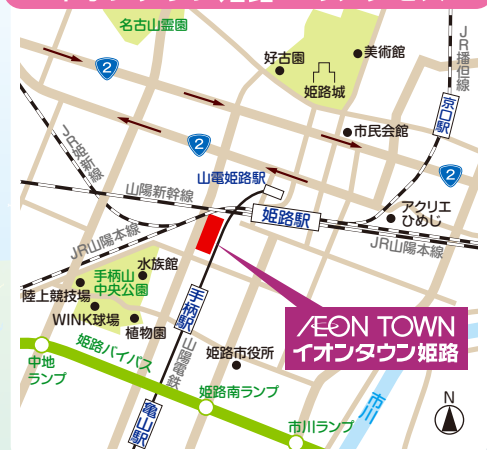 名古山霊園
2
好古園
美術館
姫路城
JR播但線
京口駅
市民会館
2
2
JR姫新線
山電姫路駅
山陽新幹線
姫路駅
アクリエ
ひめじ
JR山陽本線
JR山陽本線
水族館
手柄山
中央公園
陸上競技場
WINK球場
植物園
手柄駅
山陽電鉄
ÆON TOWN
イオンタウン姫路
姫路バイパス
中地
ランプ
姫路市役所
姫路南ランプ
亀山駅
市川ランプ
市川
N